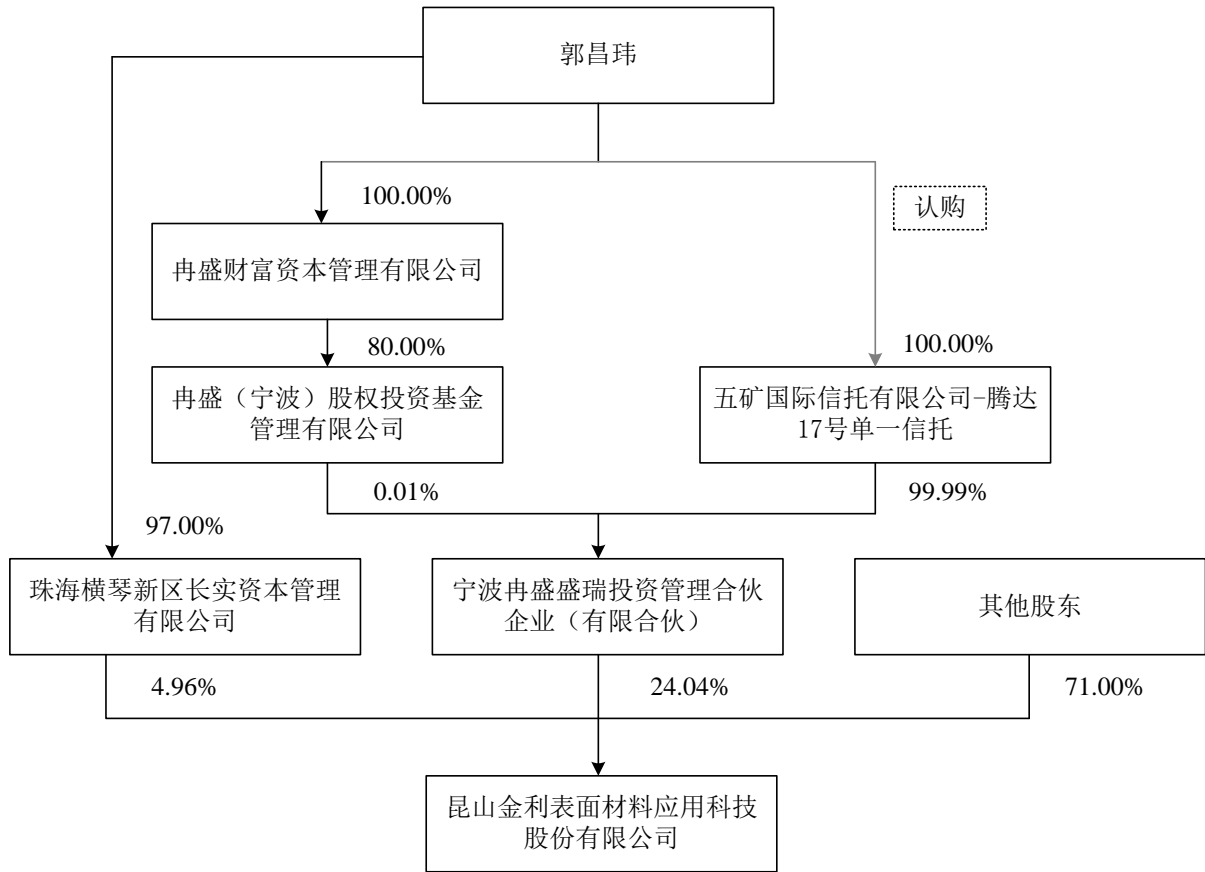 郭昌玮
100.00%
认购
冉盛财富资本管理有限公司
80.00%
100.00%
冉盛（宁波）股权投资基金
管理有限公司
五矿国际信托有限公司-腾达
17号单一信托
0.01%
99.99%
97.00%
珠海横琴新区长实资本管理
有限公司
宁波冉盛盛瑞投资管理合伙
企业（有限合伙）
其他股东
4.96%
24.04%
71.00%
昆山金利表面材料应用科技
股份有限公司